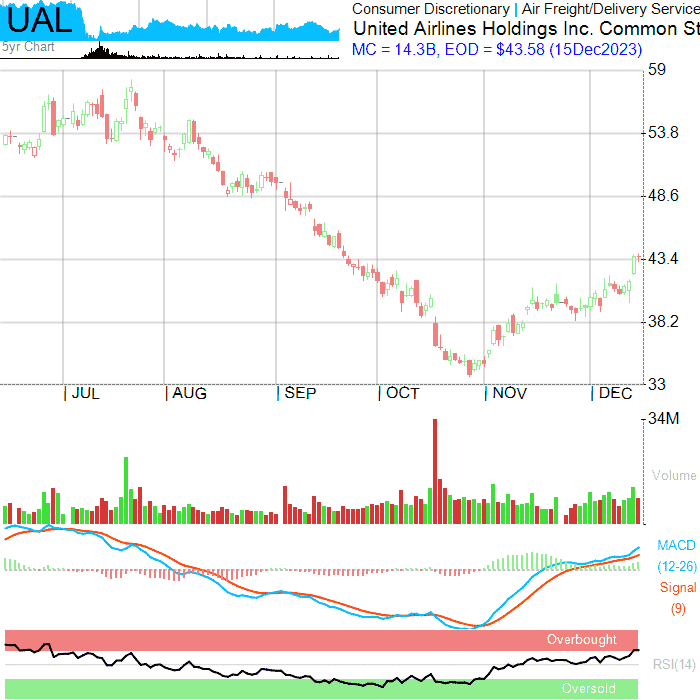 UAL
5yr Chart
Consumer Discretionary | Air Freight/Delivery Service
United Airlines Holdings Inc. Common St
MC = 14.3B, EOD = $43.58 (15Dec2023)
59
53.8
48.6
43.4
38.2
33
| JUL | AUG | SEP | OCT | NOV | DEC
34M
Volume
MACD
(12-26)
Signal
(9)
Overbought
RSI(14)
Oversold